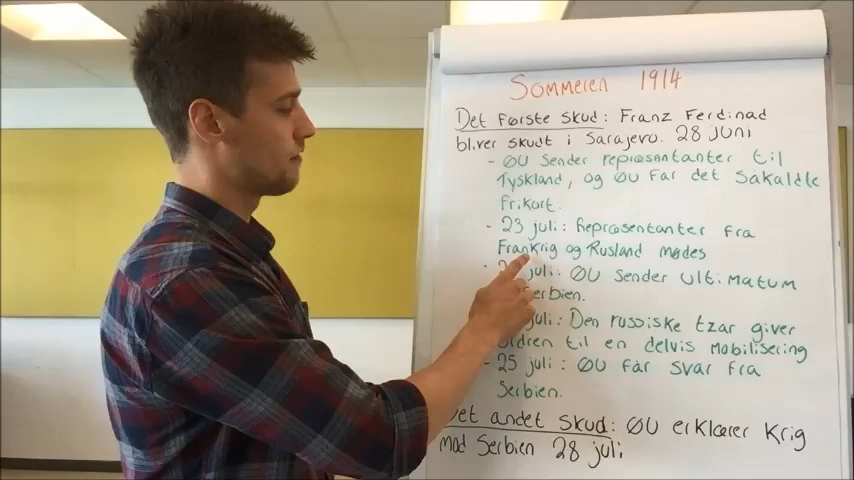 Sommeren 1914
Det første skud: Franz Ferdinad
bliver skudt i Sarajevo. 28 juni
- ØU Sender repræsentanter til
Tyskland, og ØU Får det såkaldte
frikort.
- 23 juli: Repræsentanter fra
Frankrig og Rusland mødes
- juli: ØU sender Ultimatum
Serbien.
juli: Den russiske tzar giver
ordren til en delvis mobilisering
- 25 juli: ØU får svar fra
Serbien.
Det andet skud: ØU erklærer krig
mod Serbien 28 juli